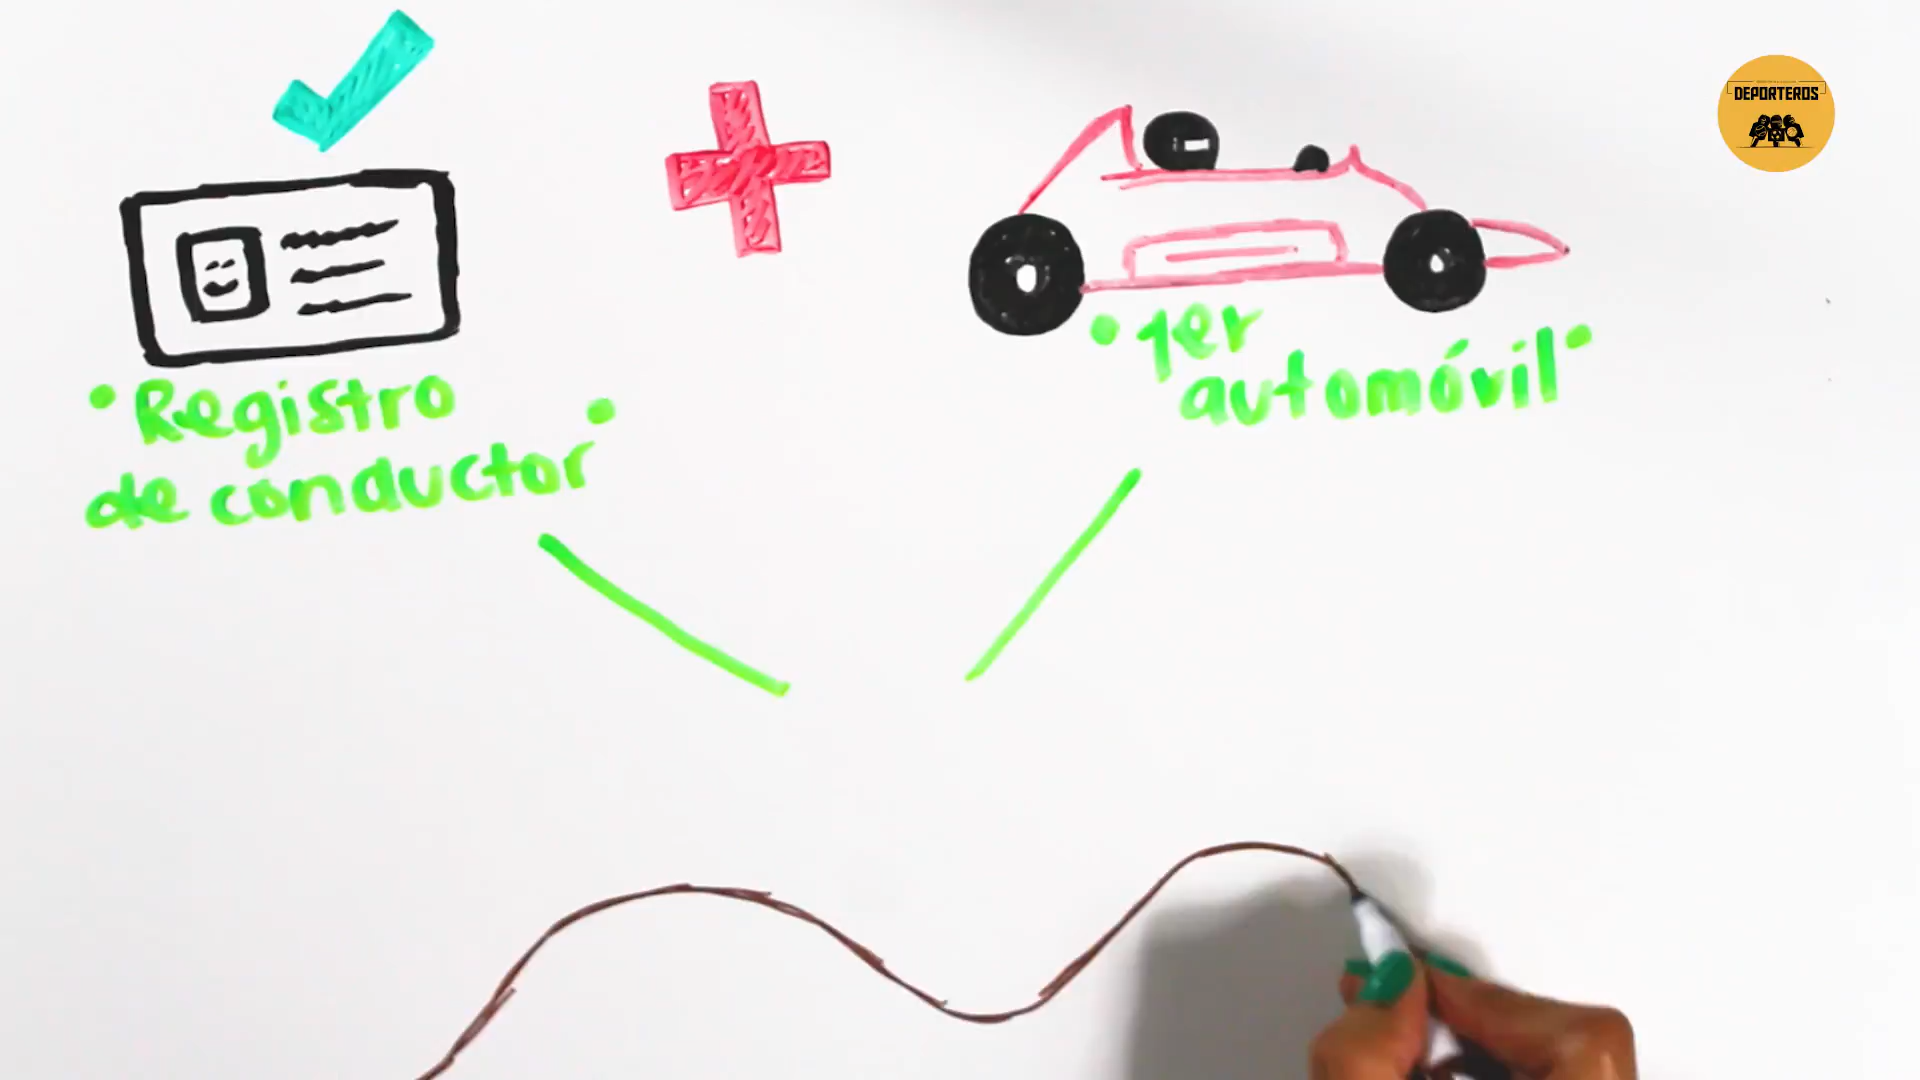 DEPORTEROS
• 1er
automóvil •
• Registro
de conductor •